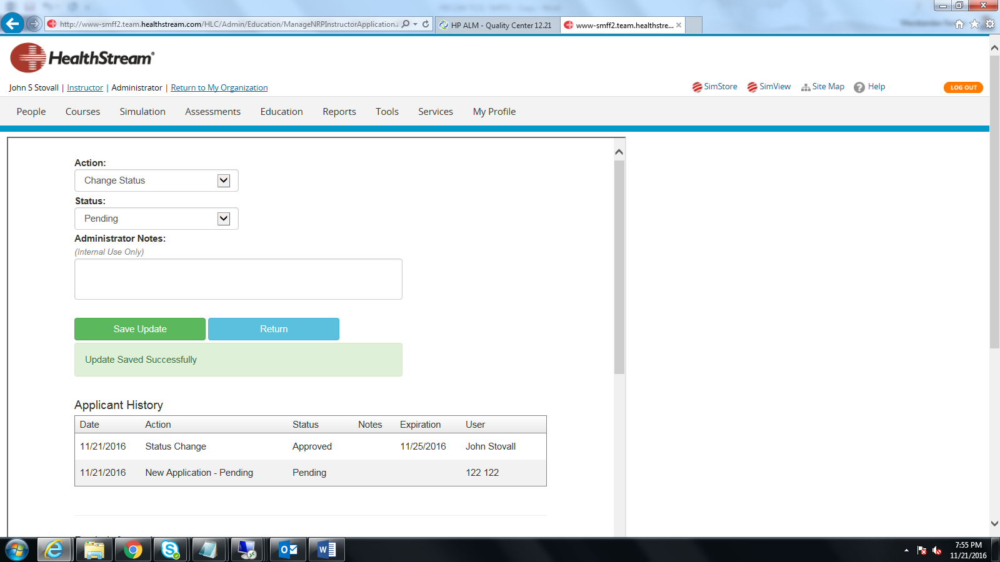 http://www-smff2.team.healthstream.com/HLC/Admin/Education/ManageNRPInstructorApplication.
HP ALM - Quality Center 12.21
www-smff2.team.healthstre...
HealthStream
John S Stovall | Instructor | Administrator | Return to My Organization
SimStore
SimView
Site Map
Help
LOG OUT
People Courses Simulation Assessments Education Reports Tools Services My Profile
Action:
Change Status
Status:
Pending
Administrator Notes:
(Internal Use Only)
Save Update
Return
Update Saved Successfully
Applicant History
Date Action Status Notes Expiration User
11/21/2016 Status Change Approved 11/25/2016 John Stovall
11/21/2016 New Application - Pending Pending 122 122
7:55 PM
11/21/2016